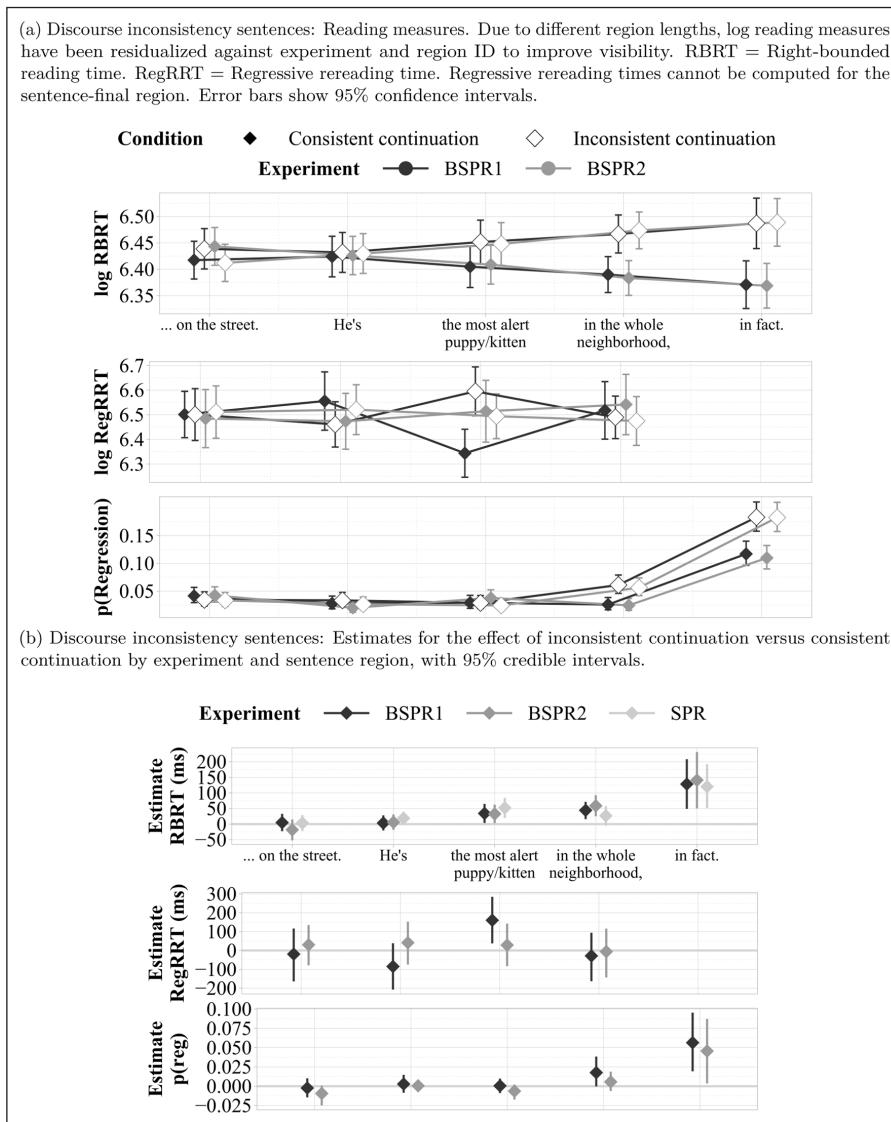 (a) Discourse inconsistency sentences: Reading measures. Due to different region lengths, log reading measures
have been residualized against experiment and region ID to improve visibility. RBRT = Right-bounded
reading time. RegRRT = Regressive rereading time. Regressive rereading times cannot be computed for the
sentence-final region. Error bars show 95% confidence intervals.
Condition Consistent continuation Inconsistent continuation
Experiment BSPR1 BSPR2
log RBRT
6.50
6.45
6.40
6.35
... on the street. He's the most alert in the whole in fact.
puppy/kitten neighborhood,
log RegRRT
6.7
6.6
6.5
6.4
6.3
p(Regression)
0.15
0.10
0.05
(b) Discourse inconsistency sentences: Estimates for the effect of inconsistent continuation versus consistent
continuation by experiment and sentence region, with 95% credible intervals.
Experiment BSPR1 BSPR2 SPR
Estimate
RBRT (ms)
200
150
100
50
0
−50
... on the street. He's the most alert in the whole in fact.
puppy/kitten neighborhood,
Estimate
RegRRT (ms)
300
200
100
0
−100
−200
Estimate
p(reg)
0.100
0.075
0.050
0.025
0.000
−0.025